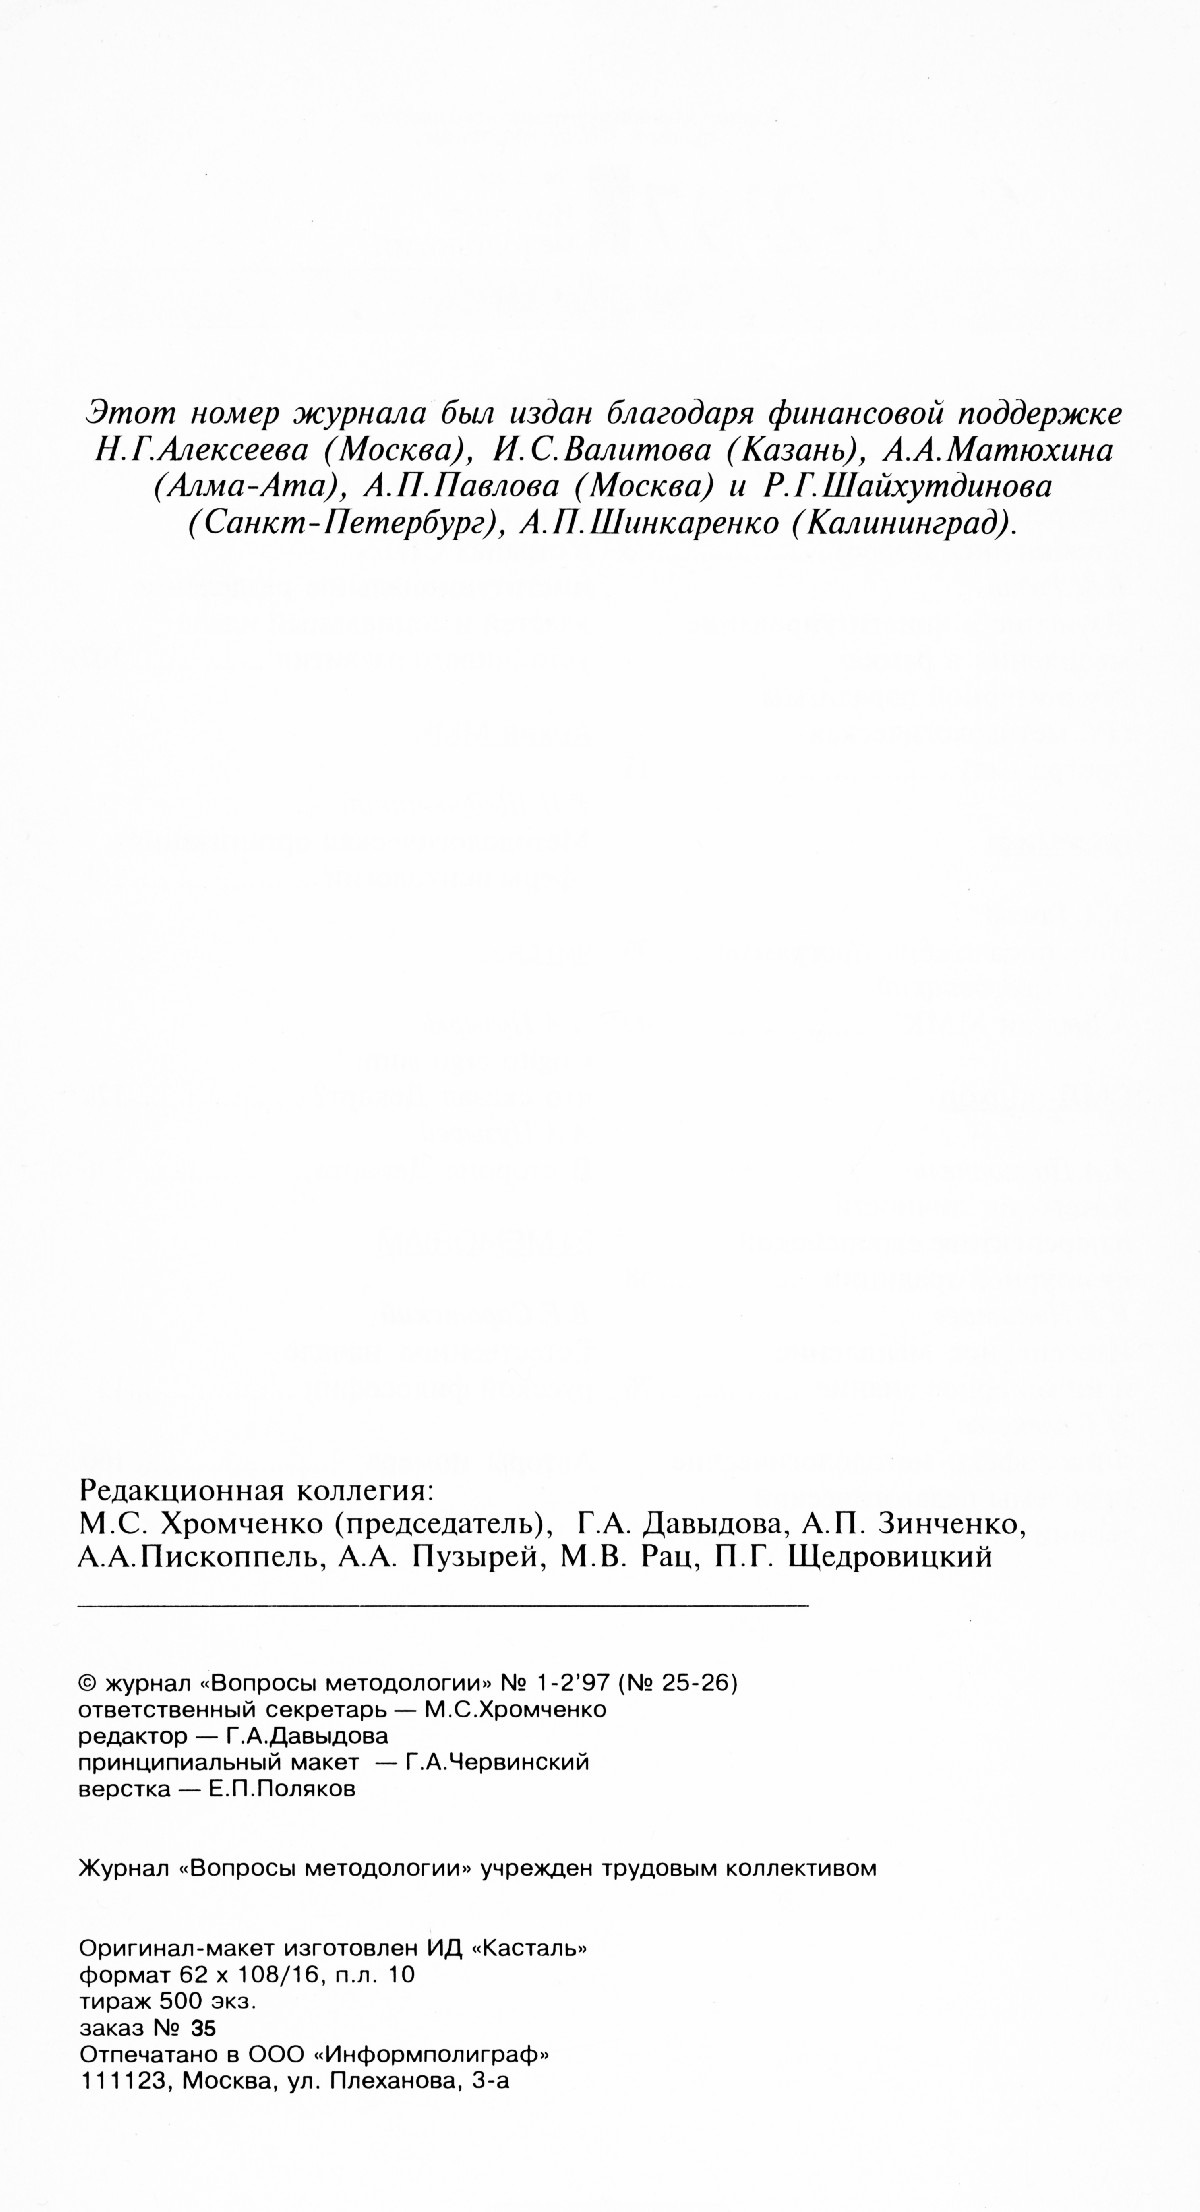 Этот номер журнала был издан благодаря финансовой поддержке
Н.Г.Алексеева (Москва), И.С.Валитова (Казань), А.А.Матюхина
(Алма-Ата), А.П.Павлова (Москва) и Р.Г.Шайхутдинова
(Санкт-Петербург), А.П.Шинкаренко (Калининград).
Редакционная коллегия:
М.С. Хромченко (председатель), Г.А. Давыдова, А.П. Зинченко,
А.А.Пископпель, А.А. Пузырей, М.В. Рац, П.Г. Щедровицкий
© журнал «Вопросы методологии» № 1-2'97 (№ 25-26)
ответственный секретарь — М.С.Хромченко
редактор — Г.А.Давыдова
принципиальный макет — Г.А.Червинский
верстка — Е.П.Поляков
Журнал «Вопросы методологии» учрежден трудовым коллективом
Оригинал-макет изготовлен ИД «Касталь»
формат 62 х 108/16, п.л. 10
тираж 500 экз.
заказ № 35
Отпечатано в ООО «Информполиграф»
111123, Москва, ул. Плеханова, 3-а